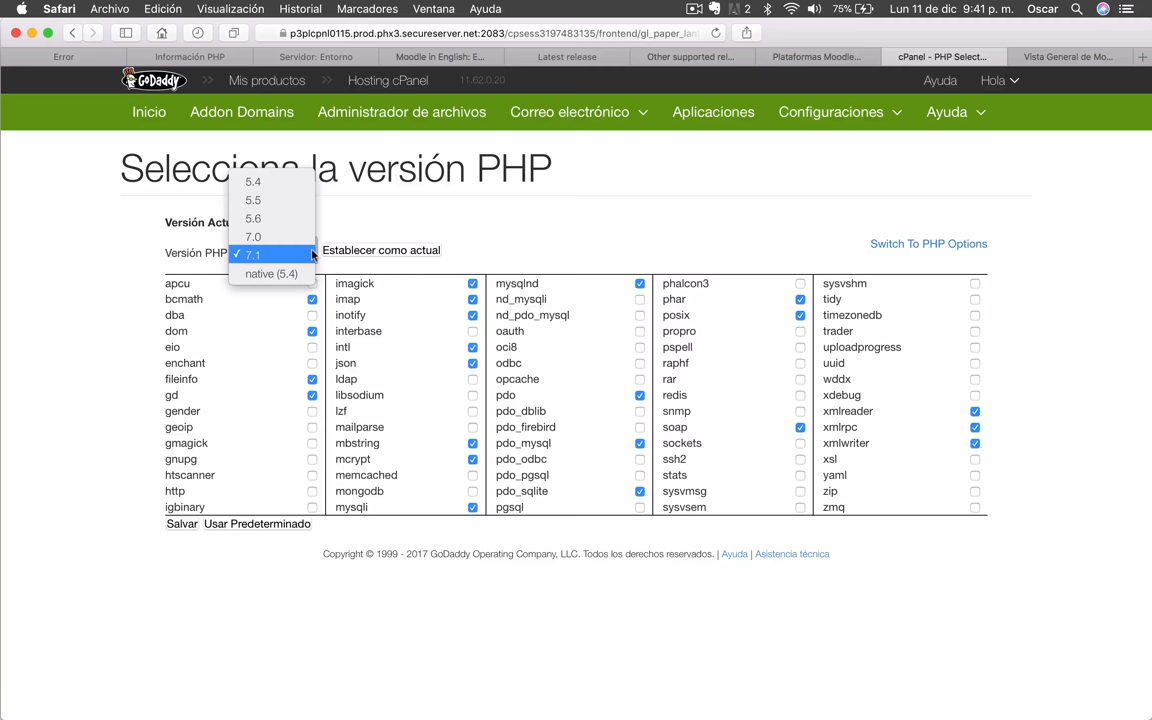 Safari Archivo Edición Visualización Historial Marcadores Ventana Ayuda 2 75% Lun 11 de dic 9:41 p. m. Oscar
p3plcpnl0115.prod.phx3.secureserver.net:2083/cpsess3197483135/frontend/gl_paper_lan
Error Información PHP Servidor: Entorno Moodle in English: E... Latest release Other supported rel... Plataformas Moodle... cPanel - PHP Select... Vista General de Mo...
GoDaddy Mis productos Hosting cPanel 11.62.0.20 Ayuda Hola
Inicio Addon Domains Administrador de archivos Correo electrónico Aplicaciones Configuraciones Ayuda
Selecciona la versión PHP
5.4
5.5
Versión Actu 5.6
7.0
Switch To PHP Options
Versión PHP 7.1 Establecer como actual
native (5.4)
apcu imagick mysqlnd phalcon3 sysvshm
bcmath imap nd_mysqli phar tidy
dba inotify nd_pdo_mysql posix timezonedb
dom interbase oauth propro trader
eio intl oci8 pspell uploadprogress
enchant json odbc raphf uuid
fileinfo ldap opcache rar wddx
gd libsodium pdo redis xdebug
gender lzf pdo_dblib snmp xmlreader
geoip mailparse pdo_firebird soap xmlrpc
gmagick mbstring pdo_mysql sockets xmlwriter
gnupg mcrypt pdo_odbc ssh2 xsl
htscanner memcached pdo_pgsql stats yaml
http mongodb pdo_sqlite sysvmsg zip
igbinary mysqli pgsql sysvsem zmq
Salvar Usar Predeterminado
Copyright © 1999 - 2017 GoDaddy Operating Company, LLC. Todos los derechos reservados. | Ayuda | Asistencia técnica